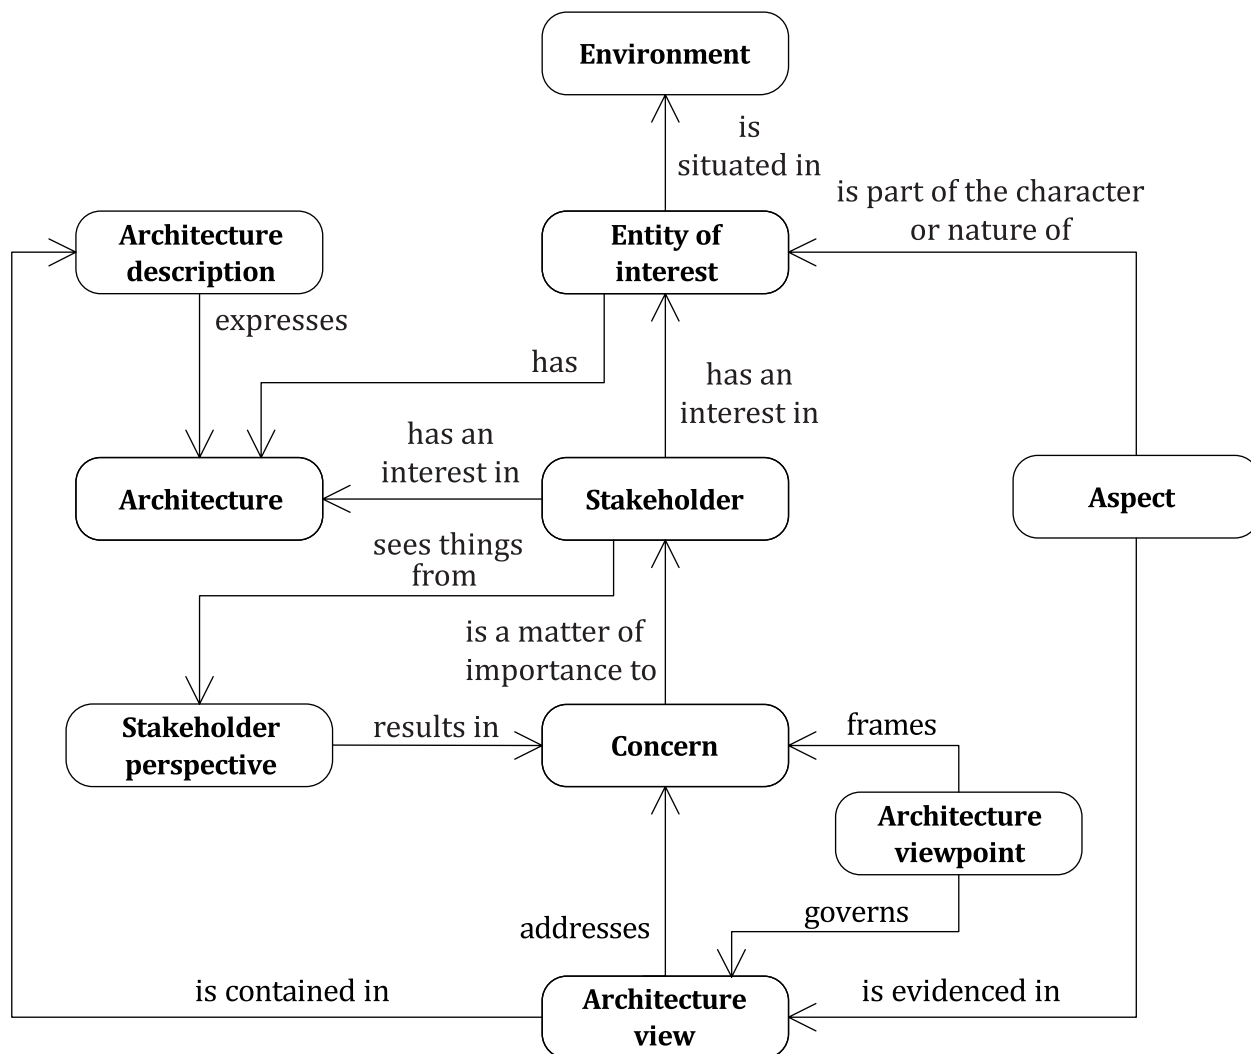 Environment
is
situated in
is part of the character
or nature of
Architecture
description
Entity of
interest
expresses
has
has an
interest in
has an
interest in
Architecture
Stakeholder
Aspect
sees things
from
is a matter of
importance to
Stakeholder
perspective
results in
Concern
frames
Architecture
viewpoint
governs
addresses
is contained in
Architecture
view
is evidenced in